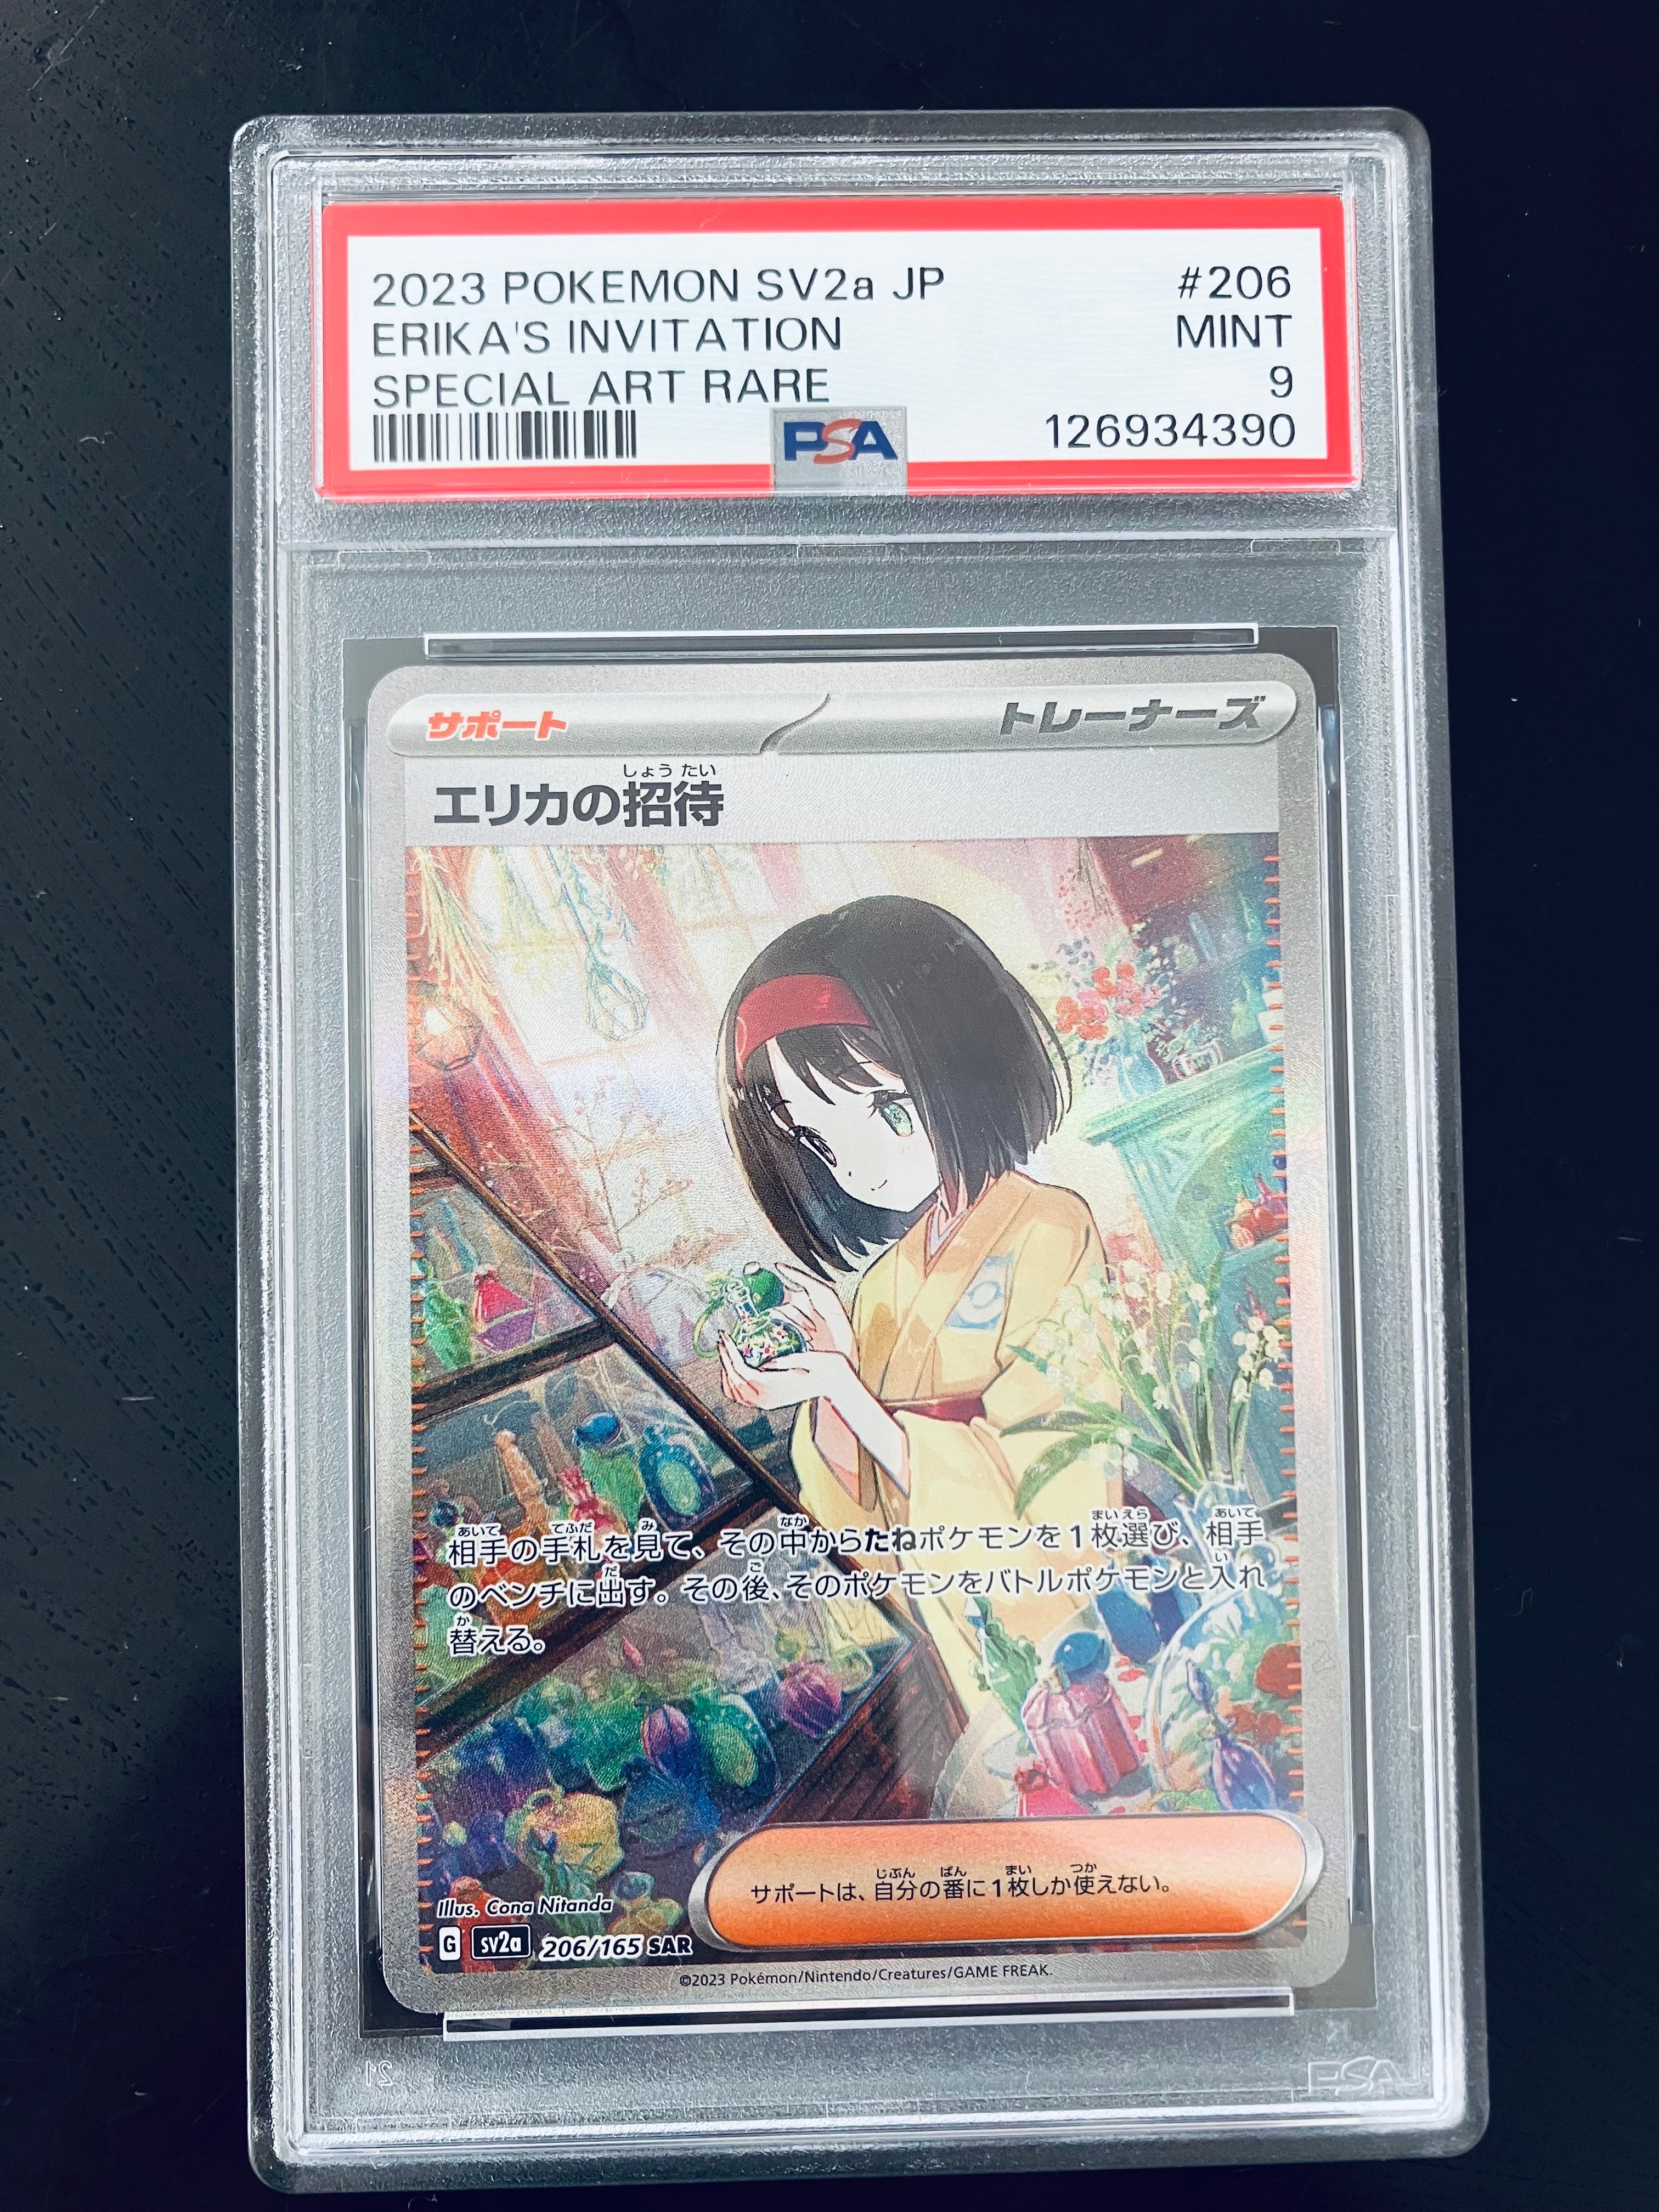 2023 POKEMON SV2a JP #206
ERIKA'S INVITATION MINT
SPECIAL ART RARE 9
PSA 126934390
サポート トレーナーズ
しょうたい
エリカの招待
あいて てふだ み なか まいえら あいて
相手の手札を見て、その中からたねポケモンを1枚選び、相手
だ ご い
のベンチに出す。その後、そのポケモンをバトルポケモンと入れ
か
替える。
じぶん ばん まい つか
サポートは、自分の番に1枚しか使えない。
Illus. Cona Nitanda
G sv2a 206/165 SAR
©2023 Pokémon/Nintendo/Creatures/GAME FREAK.
21 PSA